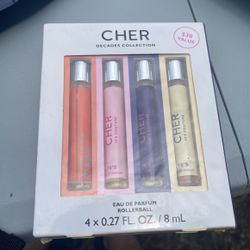 CHER
DECADES COLLECTION
$38
VALUE
CHER
CHER
CHER
EAU DE PARFUM
ROLLERBALL
4 x 0.27 FL. OZ. / 8 mL